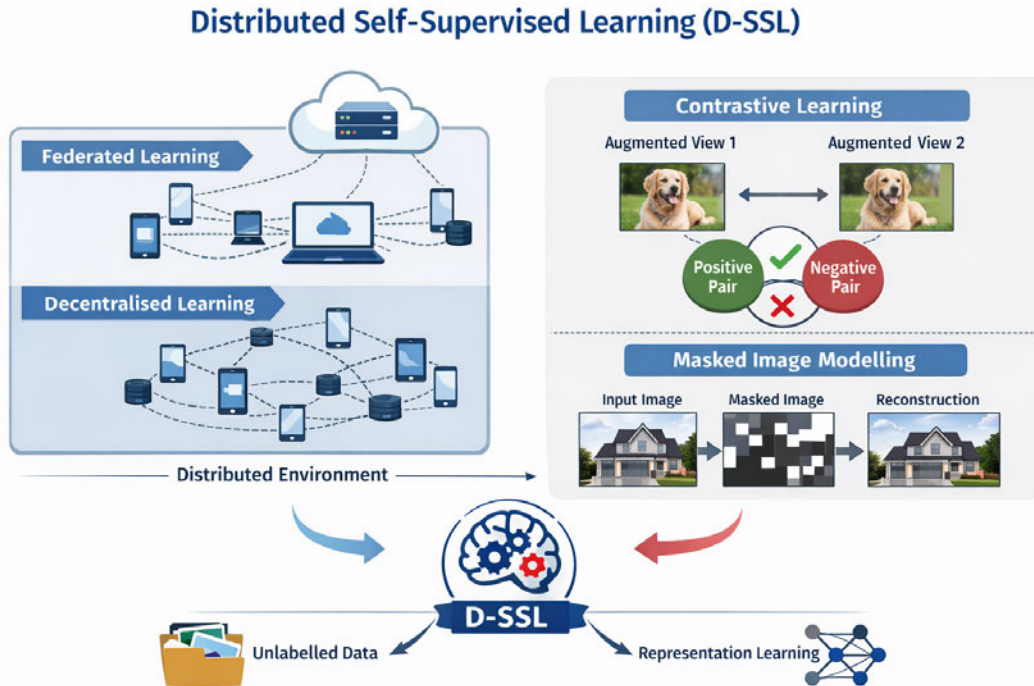 Distributed Self-Supervised Learning (D-SSL)
Federated Learning
Decentralised Learning
Distributed Environment
Contrastive Learning
Augmented View 1
Augmented View 2
Positive
Pair
Negative
Pair
Masked Image Modelling
Input Image
Masked Image
Reconstruction
D-SSL
Unlabelled Data
Representation Learning